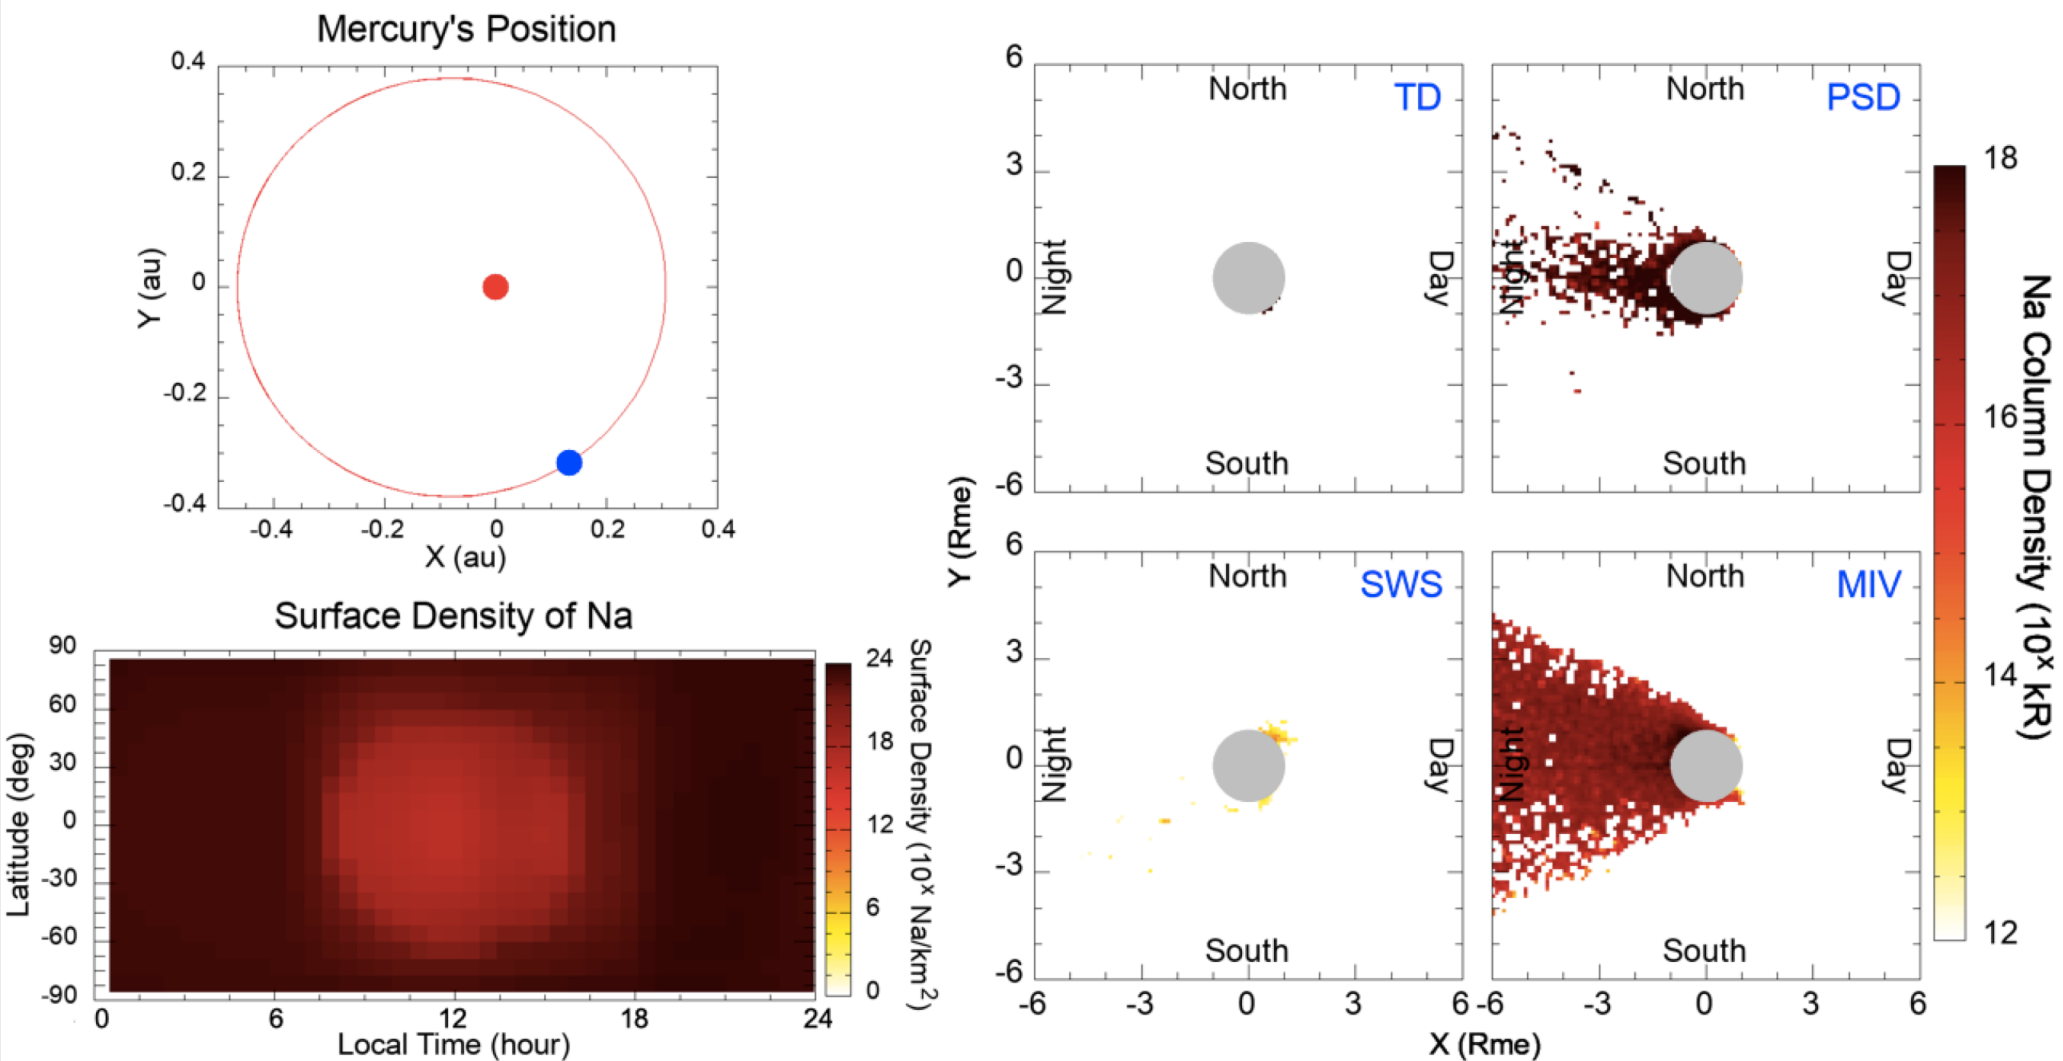 Mercury's Position
0.4
0.2
0
-0.2
-0.4
Y (au)
-0.4
-0.2
0
0.2
0.4
X (au)
Surface Density of Na
90
60
30
0
-30
-60
-90
Latitude (deg)
0
6
12
18
24
Local Time (hour)
24
18
12
6
0
Surface Density (10^x Na/km^2)
6
3
0
-3
-6
North
TD
Night
Day
South
North
PSD
Night
Day
South
Y (Rme)
6
3
0
-3
-6
North
SWS
Night
Day
South
North
MIV
Night
Day
South
-6
-3
0
3
6
-6
-3
0
3
6
X (Rme)
18
16
14
12
Na Column Density (10^x kR)